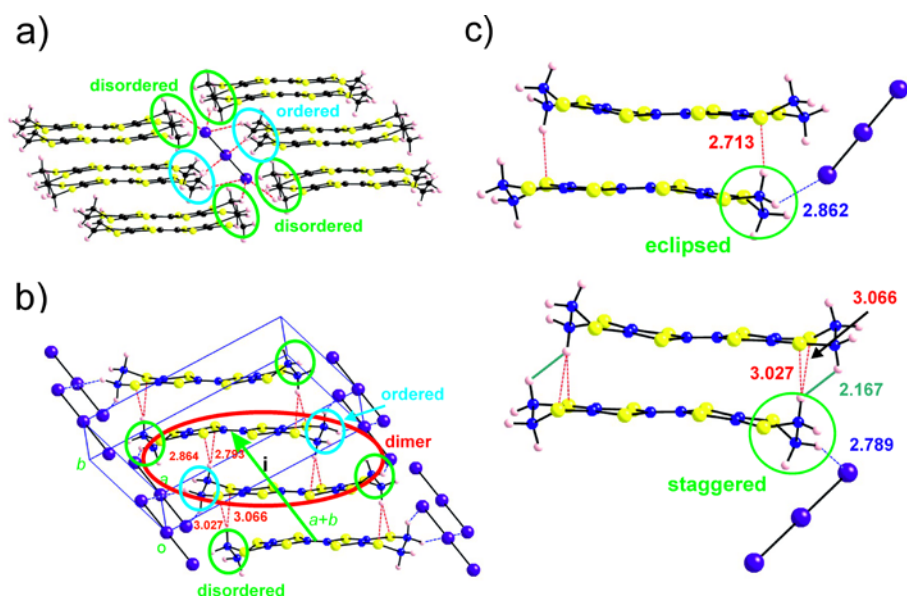 a)
disordered
ordered
disordered
b)
ordered
dimer
2.864
2.793
i
b
a
3.027
3.066
a+b
o
disordered
c)
2.713
2.862
eclipsed
3.066
3.027
2.167
2.789
staggered